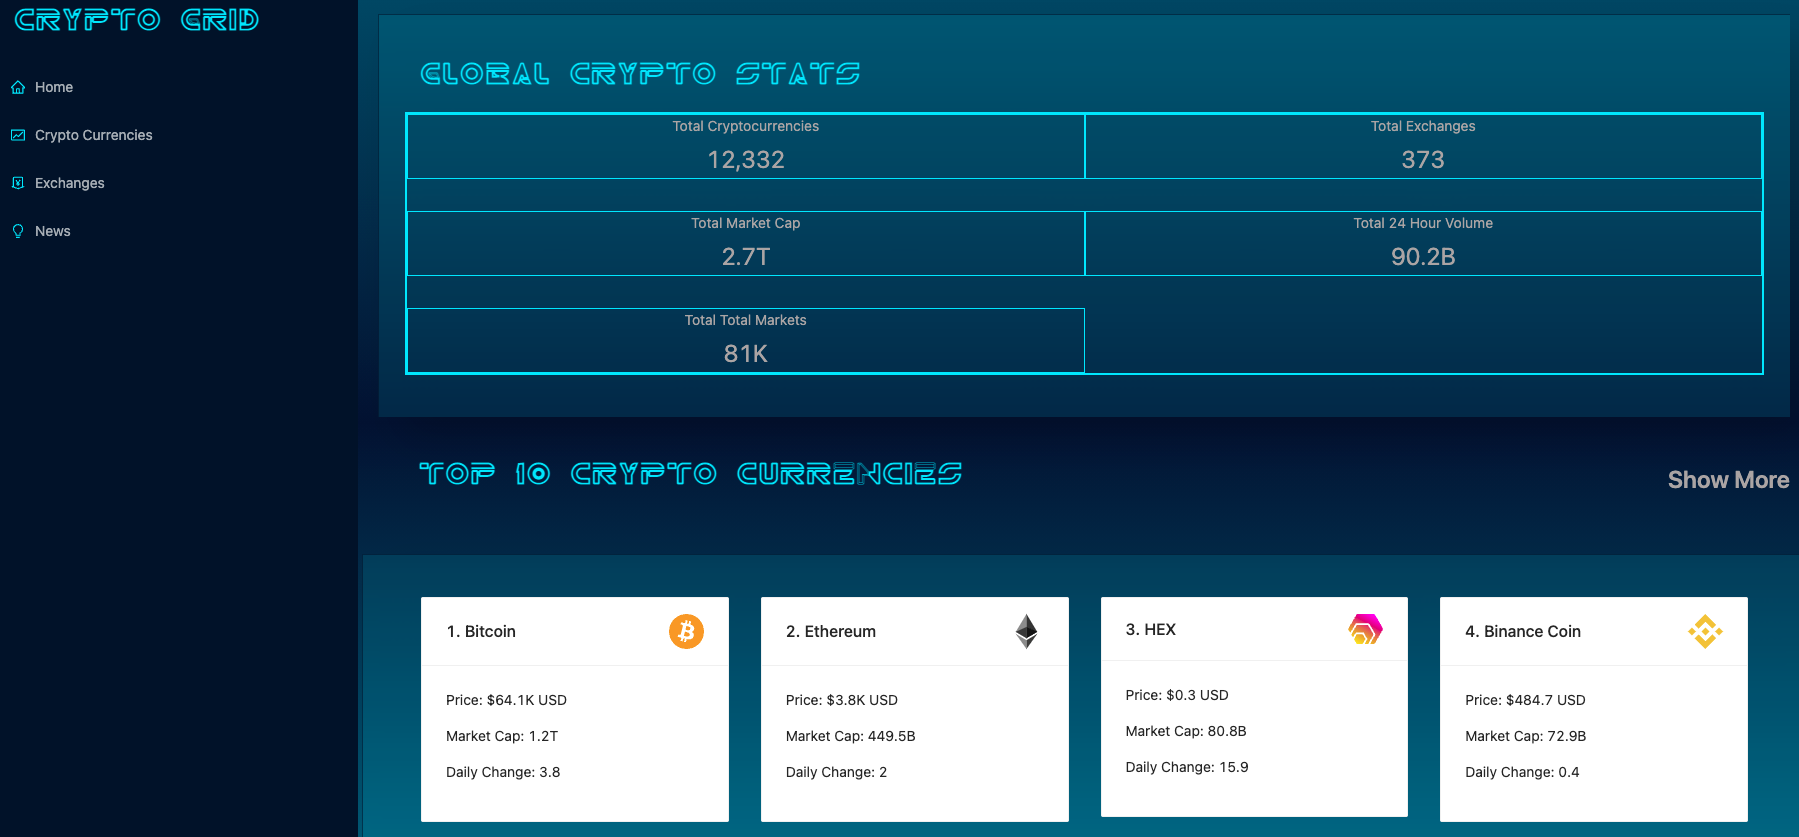 CRYPTO GRID
Home
Crypto Currencies
Exchanges
News
GLOBAL CRYPTO STATS
Total Cryptocurrencies
12,332
Total Exchanges
373
Total Market Cap
2.7T
Total 24 Hour Volume
90.2B
Total Total Markets
81K
TOP 10 CRYPTO CURRENCIES
Show More
1. Bitcoin
Price: $64.1K USD
Market Cap: 1.2T
Daily Change: 3.8
2. Ethereum
Price: $3.8K USD
Market Cap: 449.5B
Daily Change: 2
3. HEX
Price: $0.3 USD
Market Cap: 80.8B
Daily Change: 15.9
4. Binance Coin
Price: $484.7 USD
Market Cap: 72.9B
Daily Change: 0.4